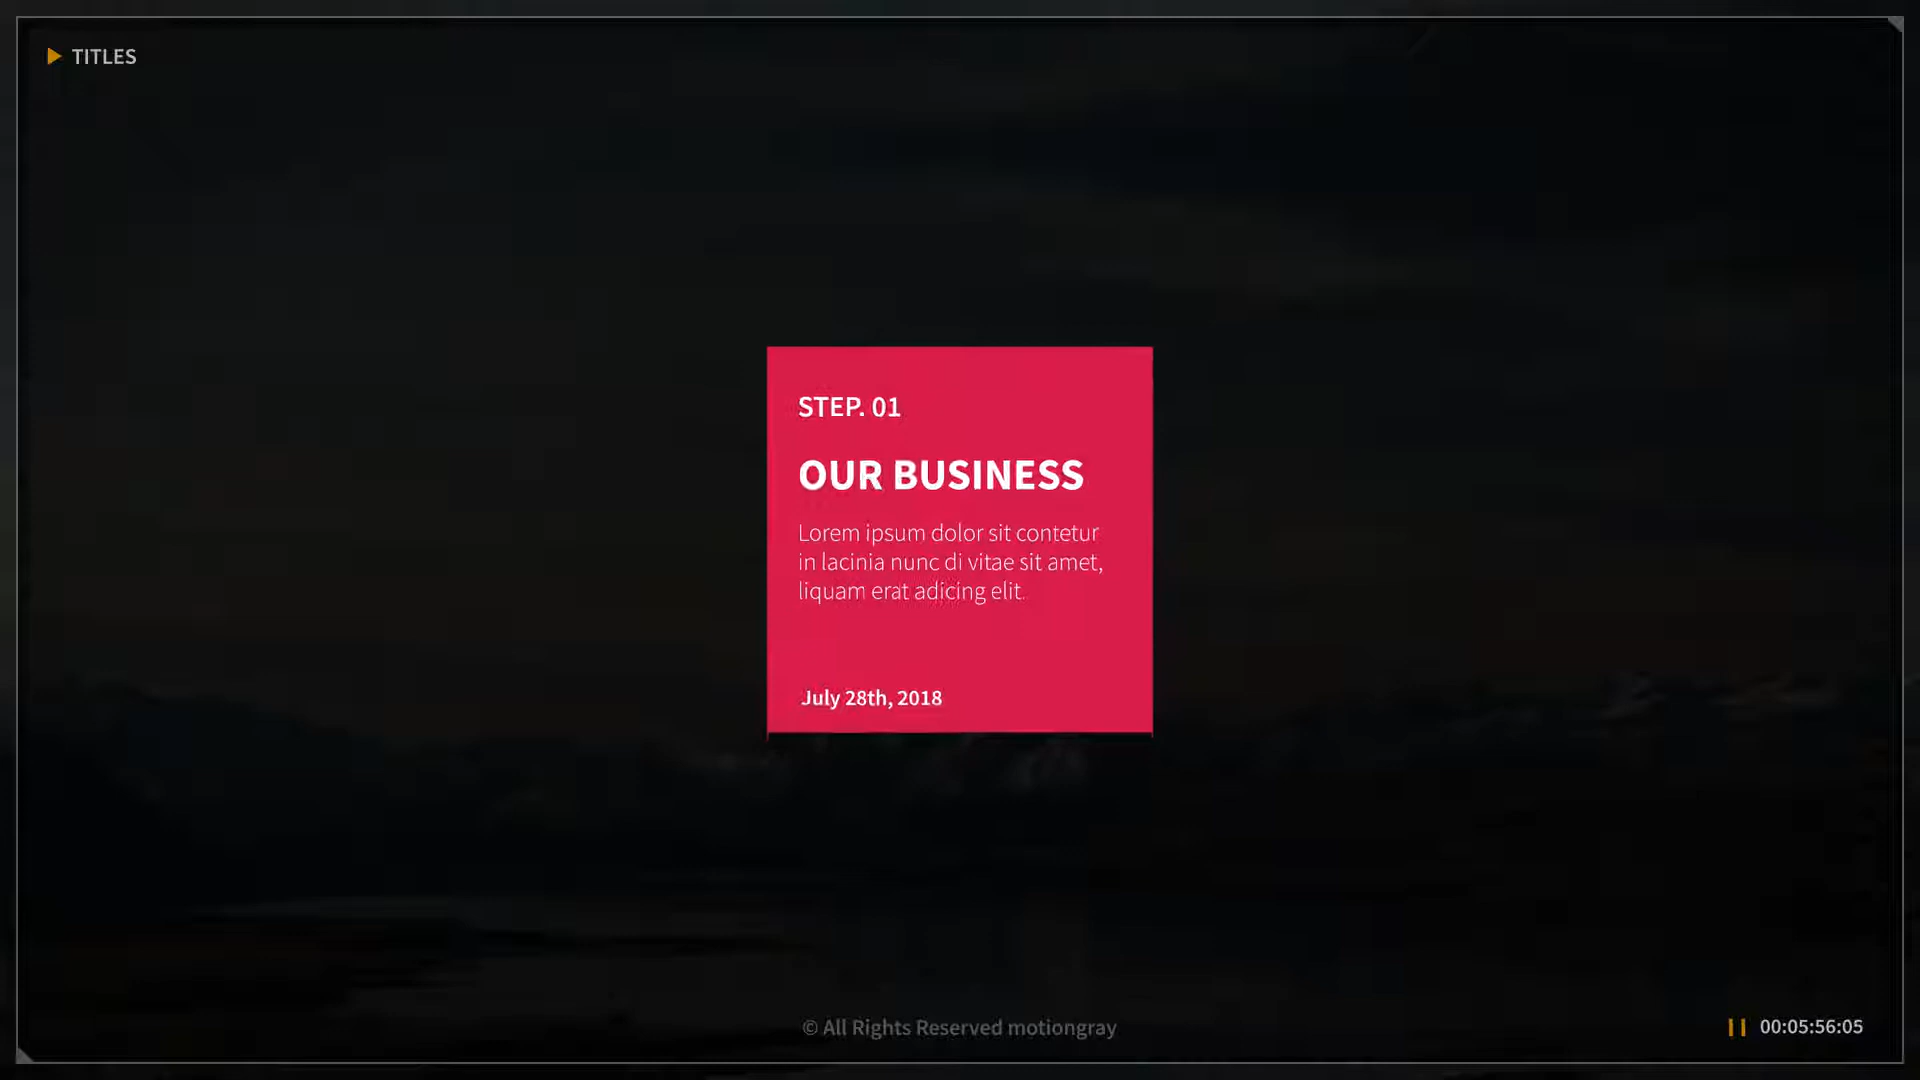 TITLES
STEP. 01
OUR BUSINESS
Lorem ipsum dolor sit contetur
in lacinia nunc di vitae sit amet,
liquam erat adicing elit.
July 28th, 2018
© All Rights Reserved motiongray
00:05:56:05